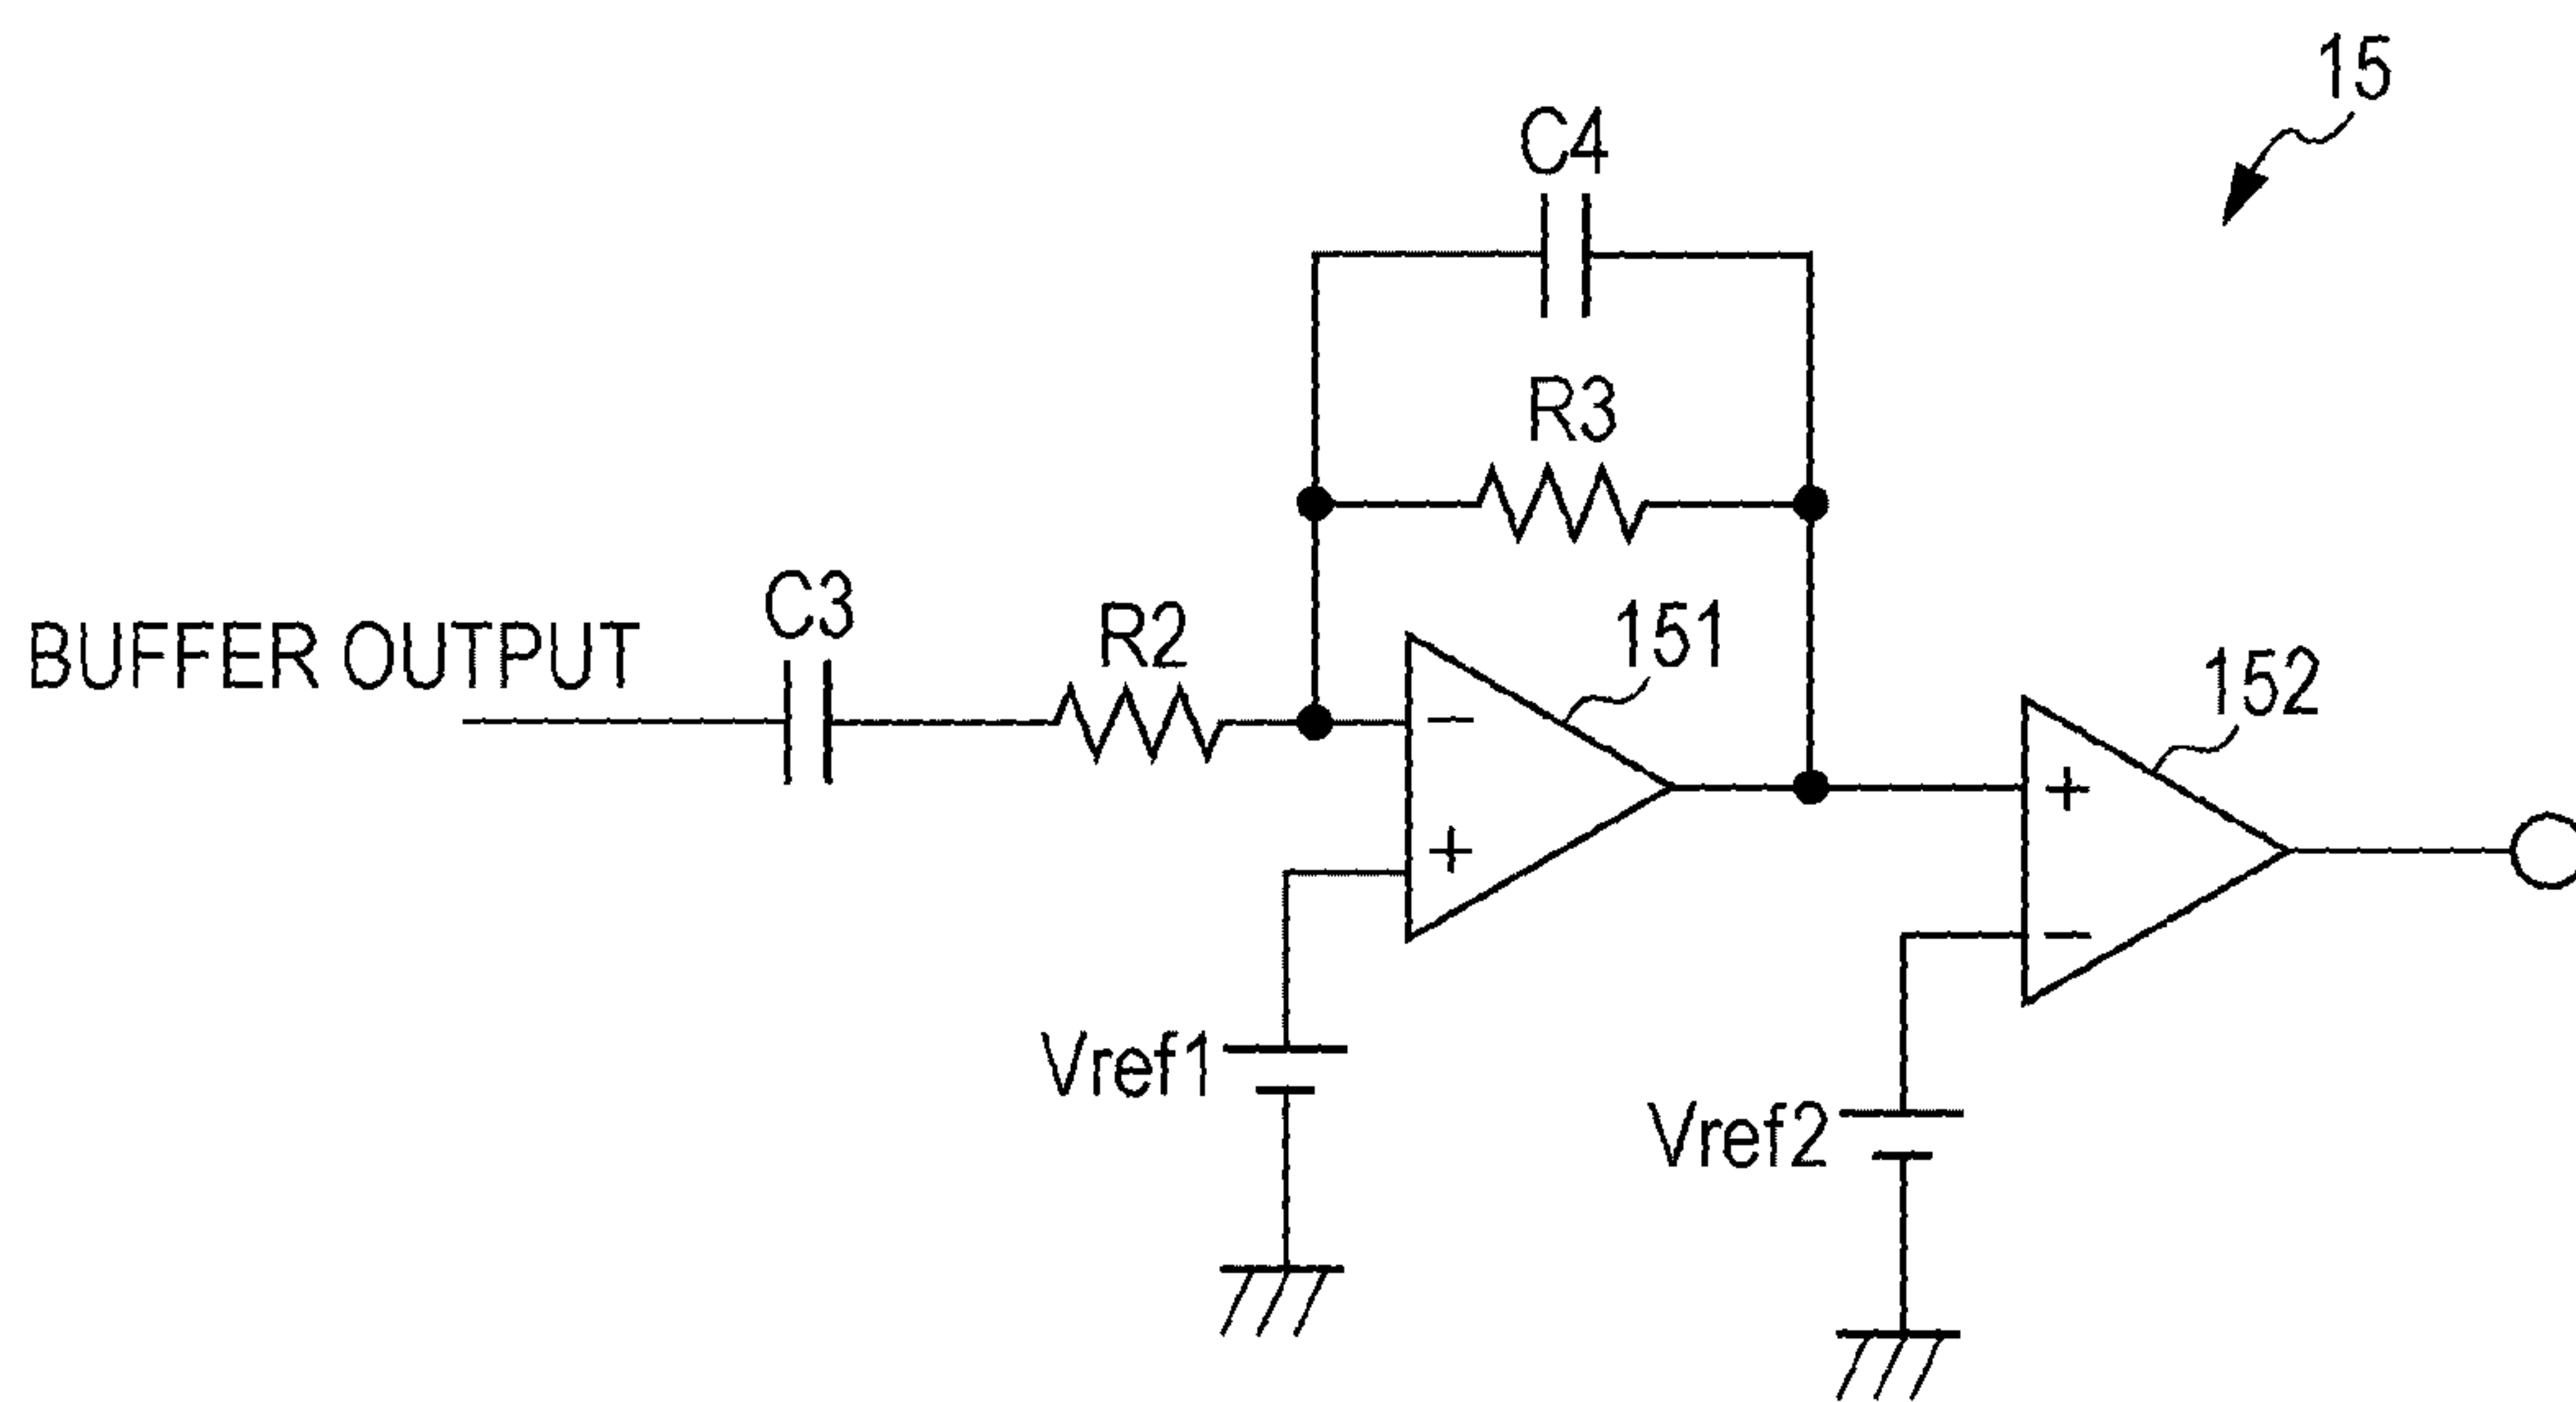 15
C4
R3
C3
R2
151
BUFFER OUTPUT
152
−
+
+
−
Vref1
Vref2